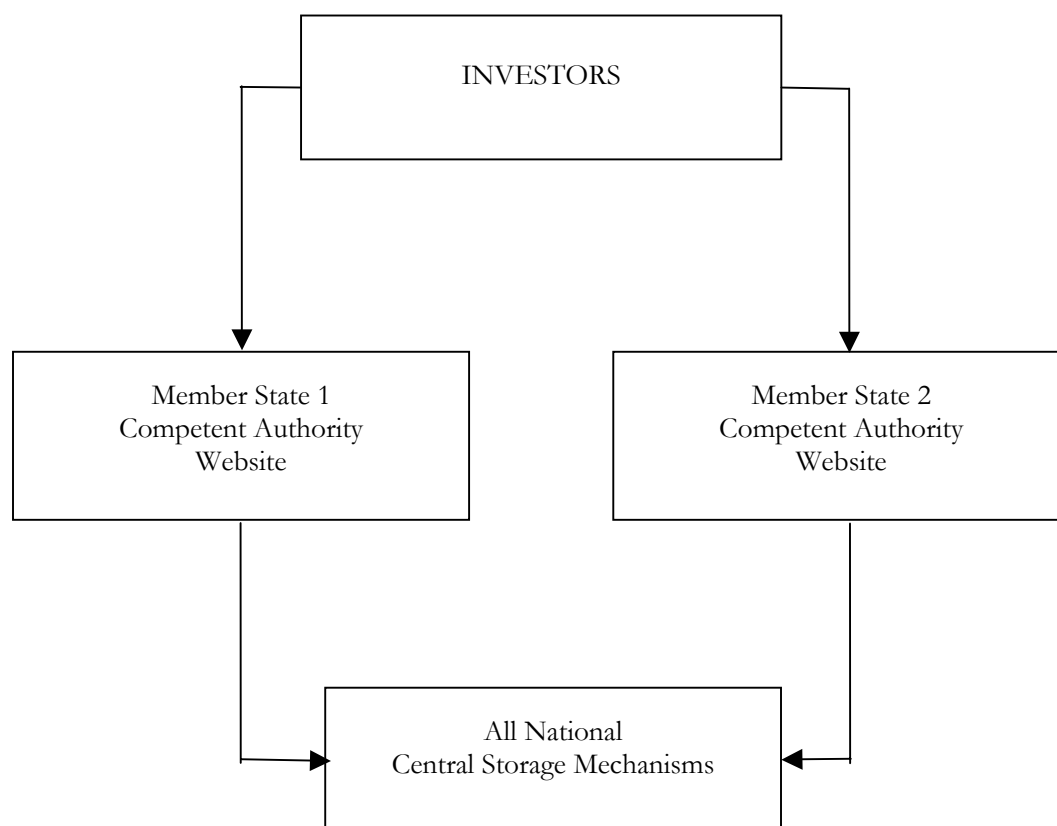 INVESTORS
Member State 1
Competent Authority
Website
Member State 2
Competent Authority
Website
All National
Central Storage Mechanisms